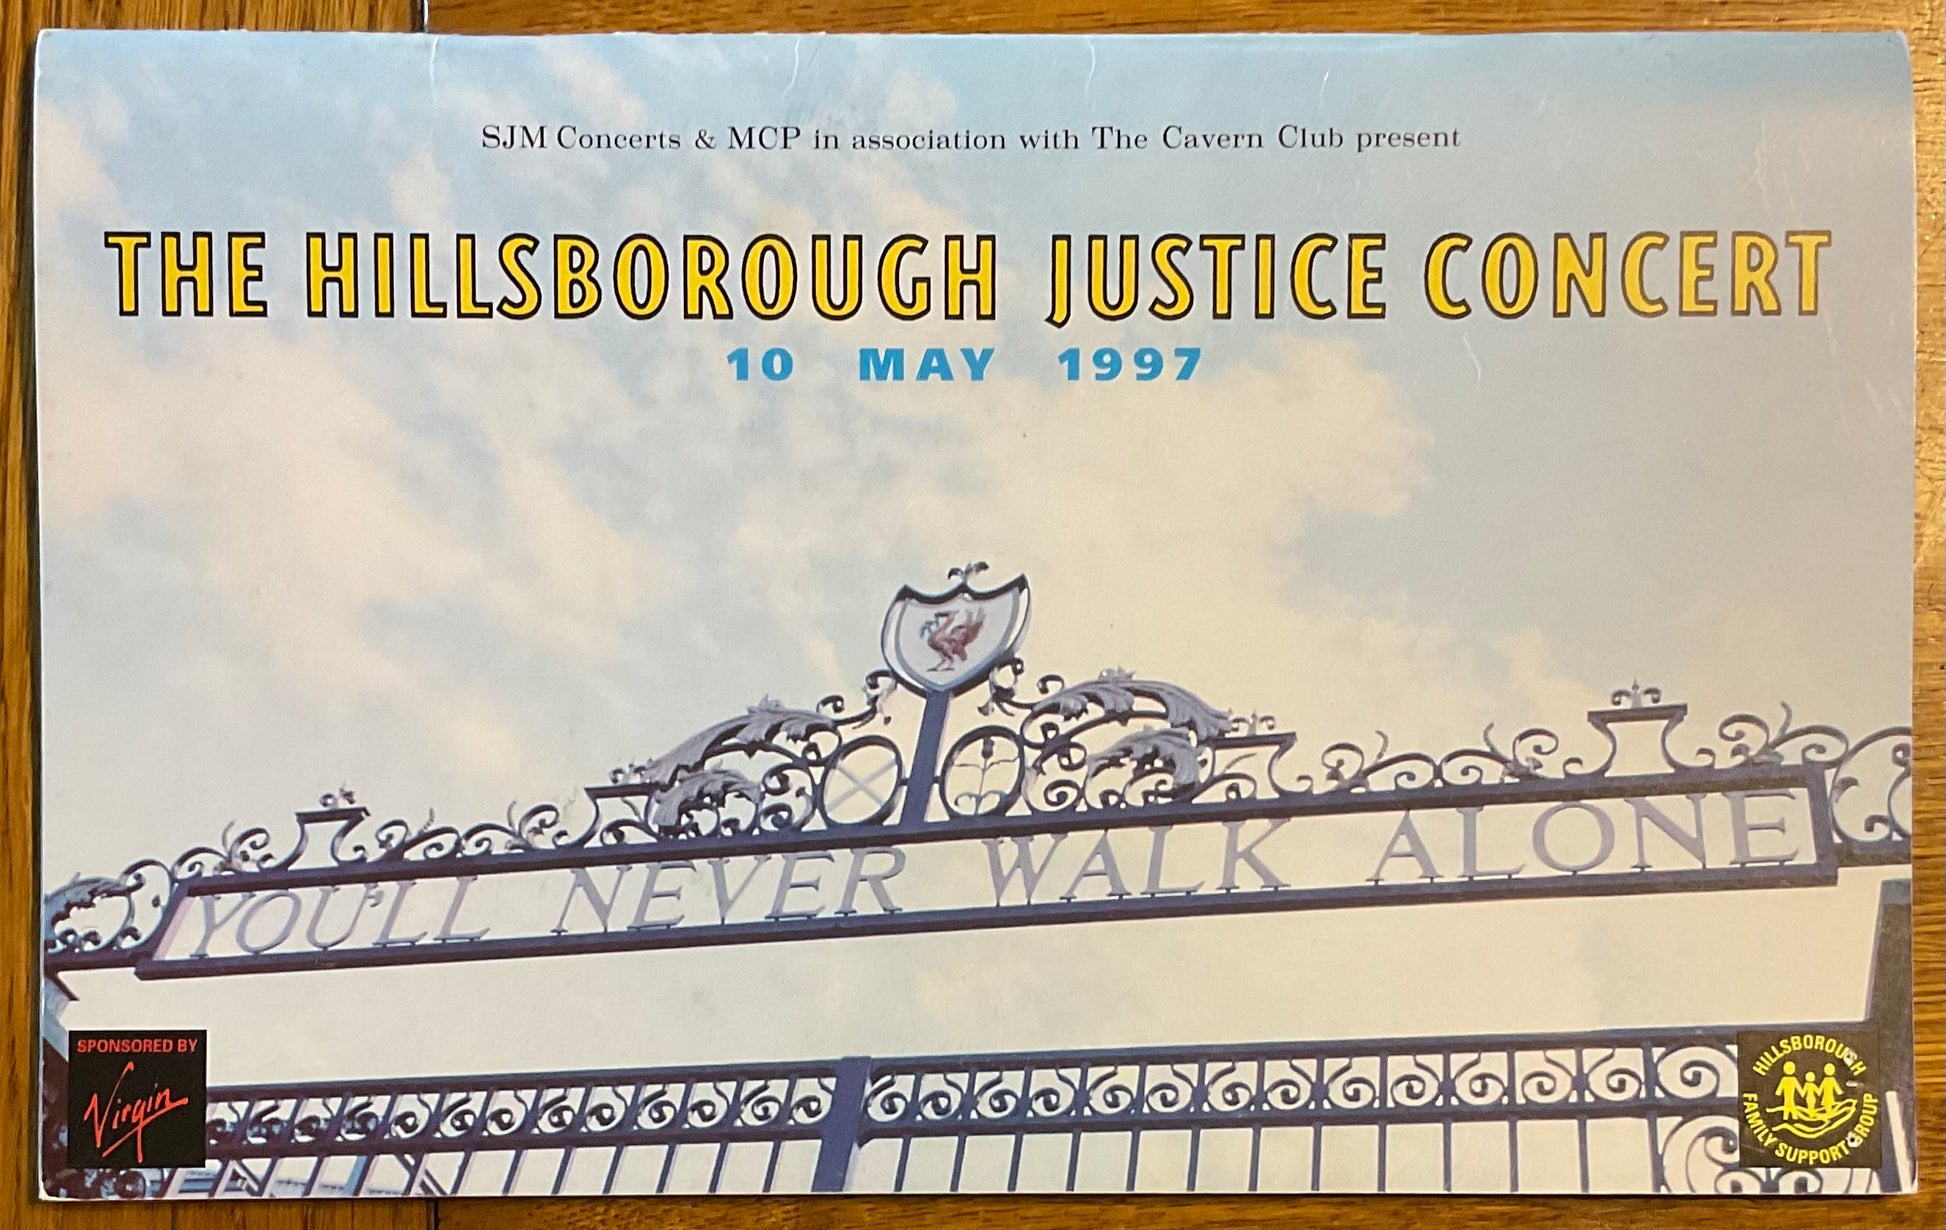 SJM Concerts & MCP in association with The Cavern Club present
THE HILLSBOROUGH JUSTICE CONCERT
10 MAY 1997
YOU'LL NEVER WALK ALONE
SPONSORED BY
Virgin
HILLSBOROUGH
FAMILY SUPPORT GROUP